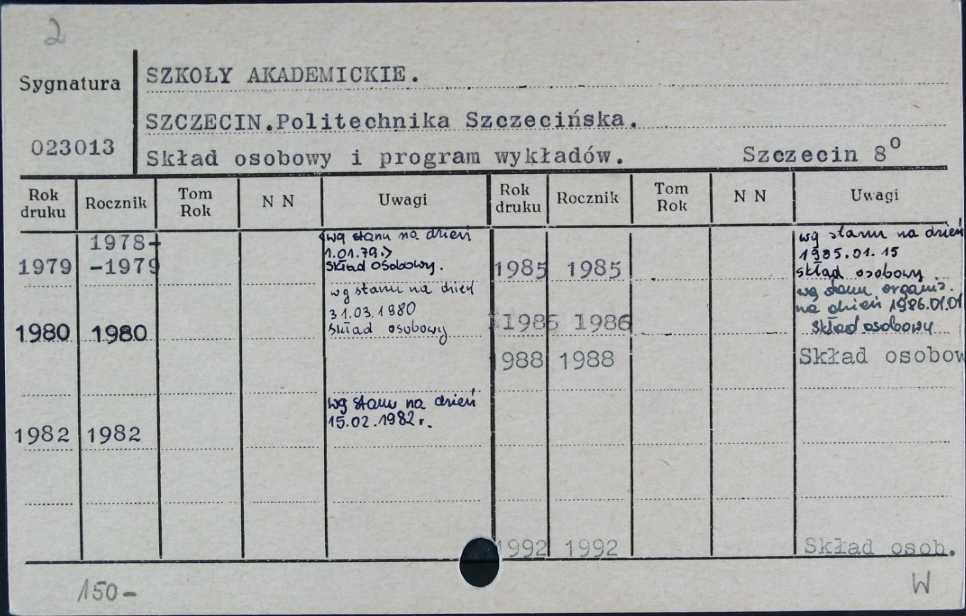 2
Sygnatura
023013
SZKOŁY AKADEMICKIE.
SZCZECIN.Politechnika Szczecińska.
Skład osobowy i program wykładów. Szczecin 8°
Rok druku Rocznik Tom Rok N N Uwagi Rok druku Rocznik Tom Rok N N Uwagi
1979 1978-
-1979
<wg stanu na dzień
1.01.79.>
skład osobowy.
1980 1980
wg stanu na dzień
31.03.1980
skład osobowy
1982 1982
wg stanu na dzień
15.02.1982r.
1985 1985
wg stanu na dzień
1985.01.15
skład osobowy
1986 1986
wg stanu organiz.
na dzień 1986.01.01
skład osobowy
1988 1988 Skład osobow
1992 1992 Skład osob.
150-
W